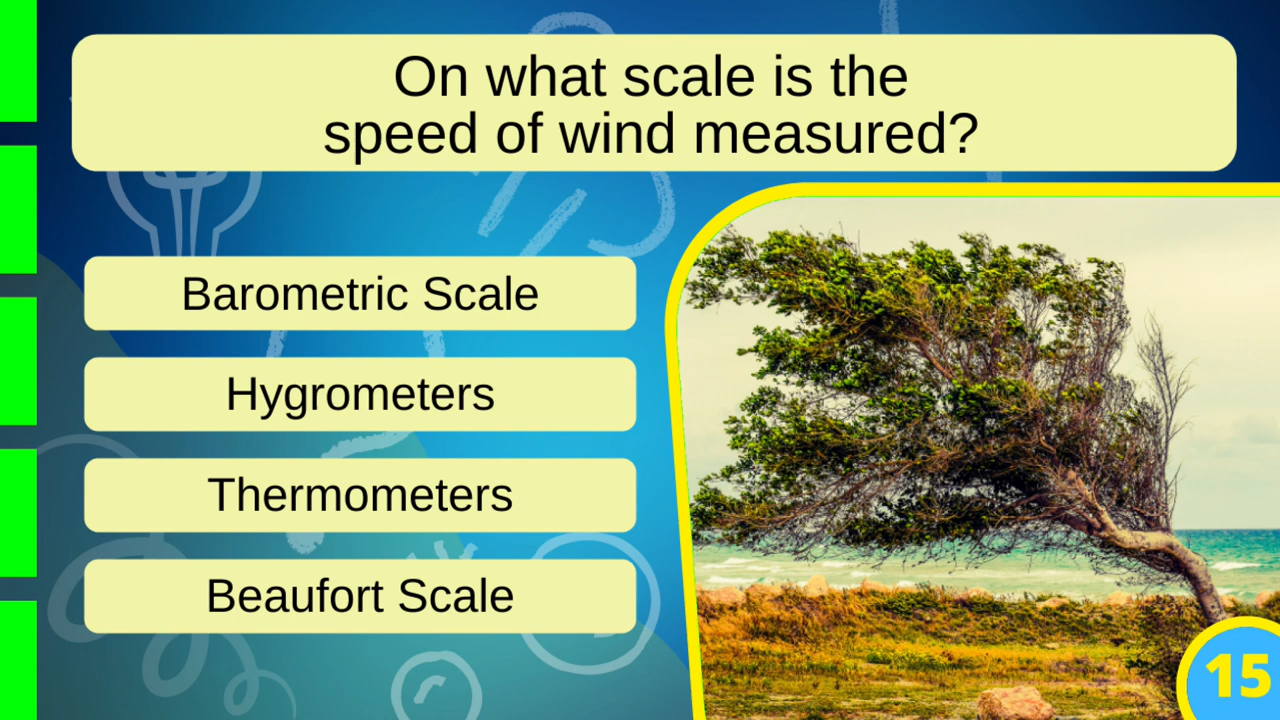 On what scale is the
speed of wind measured?
Barometric Scale
Hygrometers
Thermometers
Beaufort Scale
15